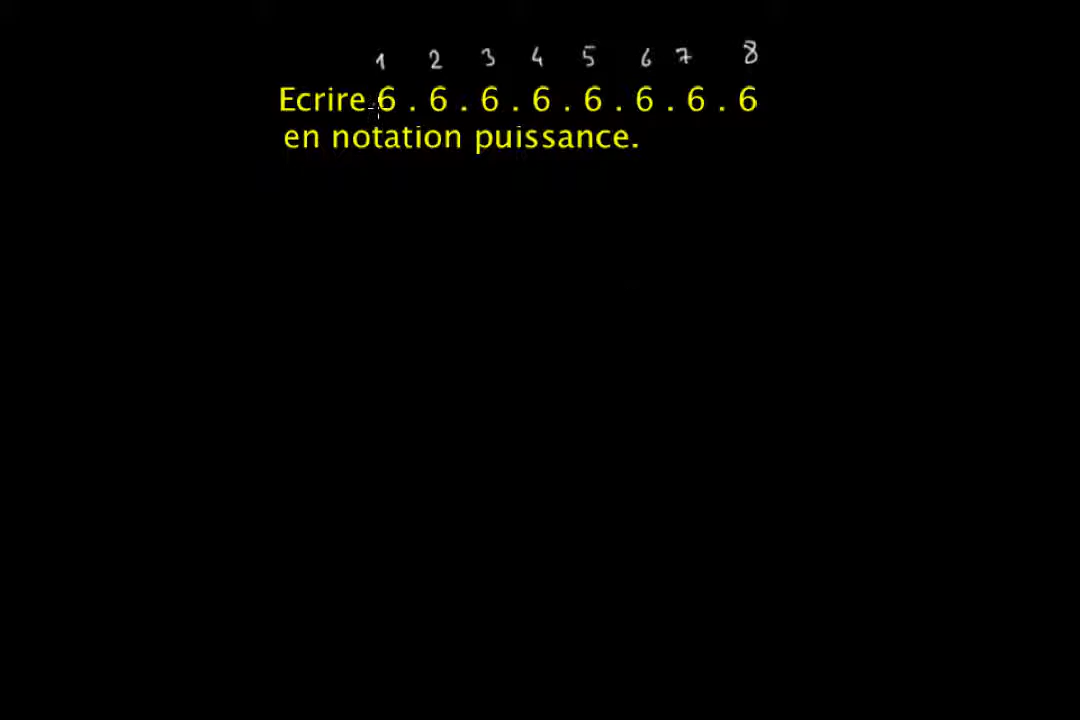 1 2 3 4 5 6 7 8
Ecrire 6 . 6 . 6 . 6 . 6 . 6 . 6 . 6
en notation puissance.